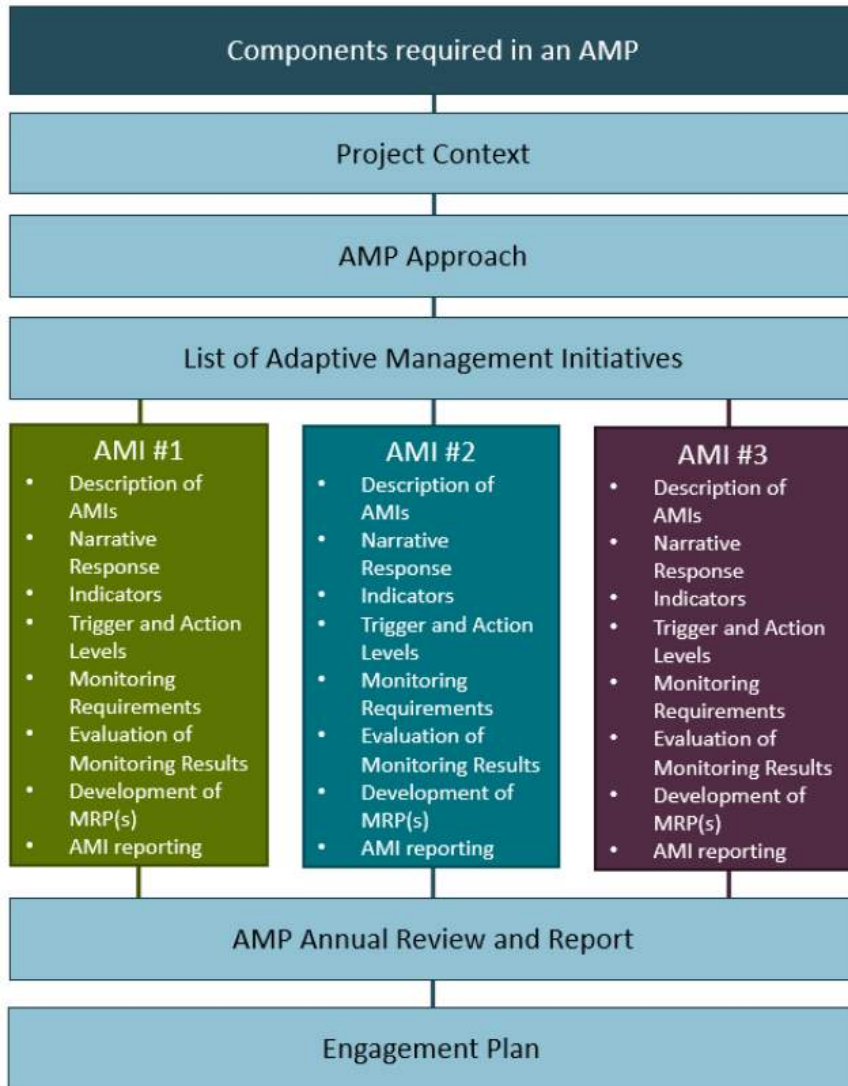 Components required in an AMP
Project Context
AMP Approach
List of Adaptive Management Initiatives
AMI #1
• Description of
AMIs
• Narrative
Response
• Indicators
• Trigger and Action
Levels
• Monitoring
Requirements
• Evaluation of
Monitoring Results
• Development of
MRP(s)
• AMI reporting
AMI #2
• Description of
AMIs
• Narrative
Response
• Indicators
• Trigger and Action
Levels
• Monitoring
Requirements
• Evaluation of
Monitoring Results
• Development of
MRP(s)
• AMI reporting
AMI #3
• Description of
AMIs
• Narrative
Response
• Indicators
• Trigger and Action
Levels
• Monitoring
Requirements
• Evaluation of
Monitoring Results
• Development of
MRP(s)
• AMI reporting
AMP Annual Review and Report
Engagement Plan